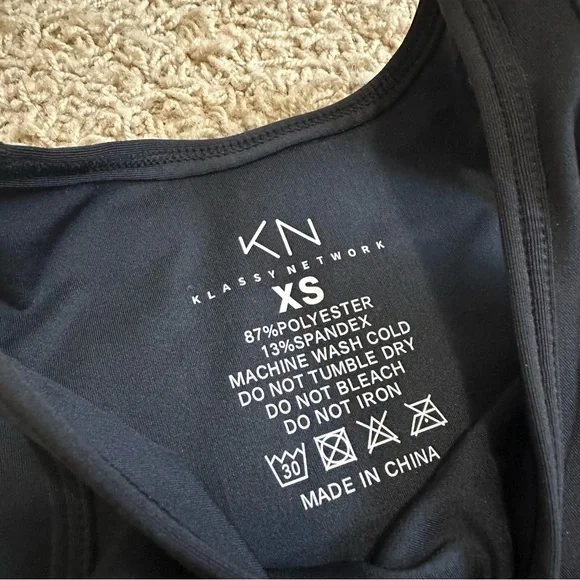 KN
KLASSY NETWORK
XS
87%POLYESTER
13%SPANDEX
MACHINE WASH COLD
DO NOT TUMBLE DRY
DO NOT BLEACH
DO NOT IRON
30
MADE IN CHINA